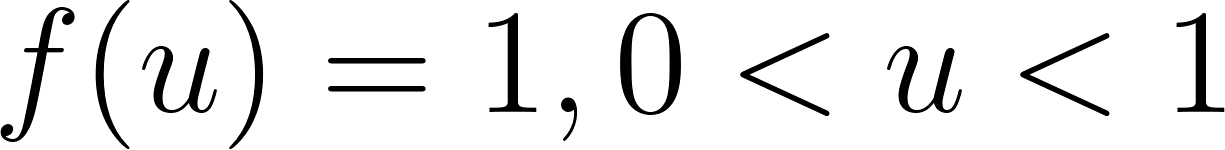 f(u) = 1, 0 < u < 1